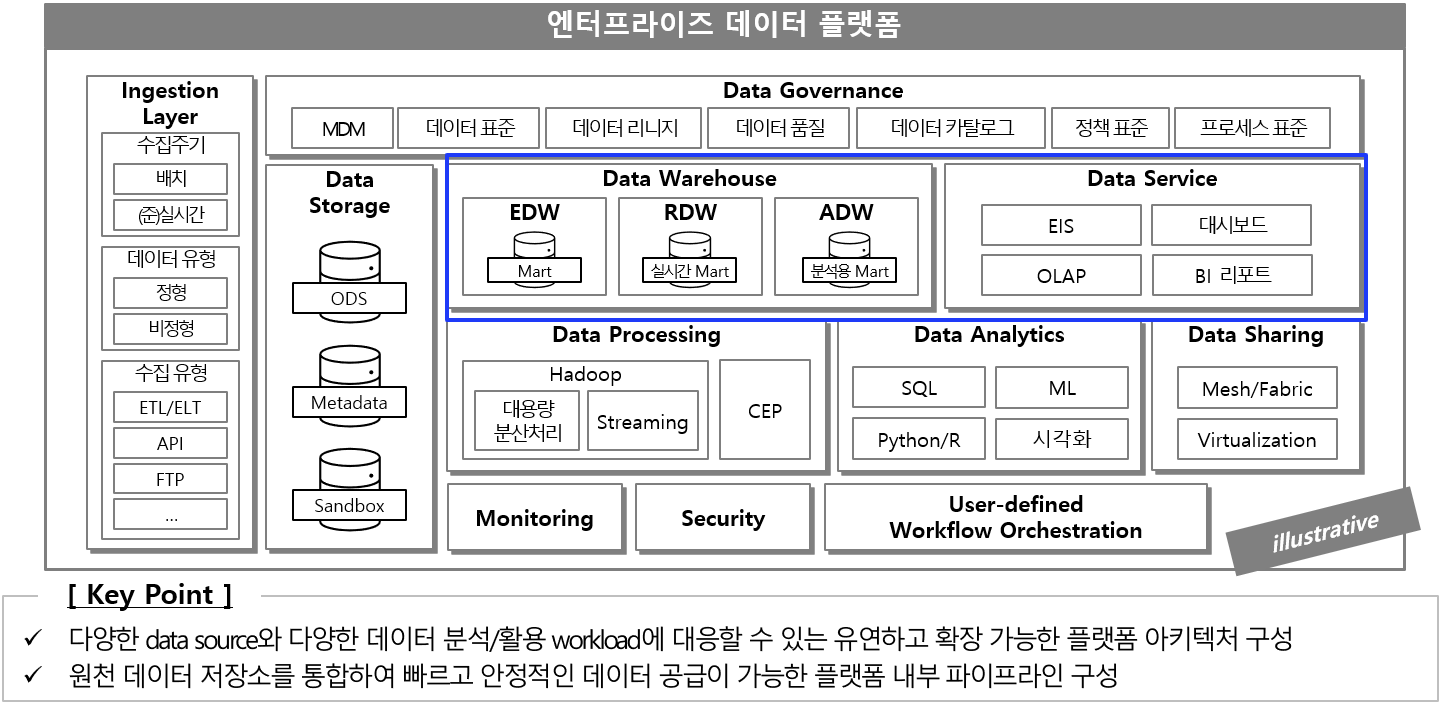 엔터프라이즈 데이터 플랫폼
Ingestion
Layer
수집주기
배치
(준)실시간
데이터 유형
정형
비정형
수집 유형
ETL/ELT
API
FTP
...
Data Governance
MDM
데이터 표준
데이터 리니지
데이터 품질
데이터 카탈로그
정책 표준
프로세스 표준
Data
Storage
ODS
Metadata
Sandbox
Data Warehouse
EDW
Mart
RDW
실시간 Mart
ADW
분석용 Mart
Data Service
EIS
대시보드
OLAP
BI 리포트
Data Processing
Hadoop
대용량
분산처리
Streaming
CEP
Data Analytics
SQL
ML
Python/R
시각화
Data Sharing
Mesh/Fabric
Virtualization
Monitoring
Security
User-defined
Workflow Orchestration
illustrative
[ Key Point ]
✓ 다양한 data source와 다양한 데이터 분석/활용 workload에 대응할 수 있는 유연하고 확장 가능한 플랫폼 아키텍처 구성
✓ 원천 데이터 저장소를 통합하여 빠르고 안정적인 데이터 공급이 가능한 플랫폼 내부 파이프라인 구성